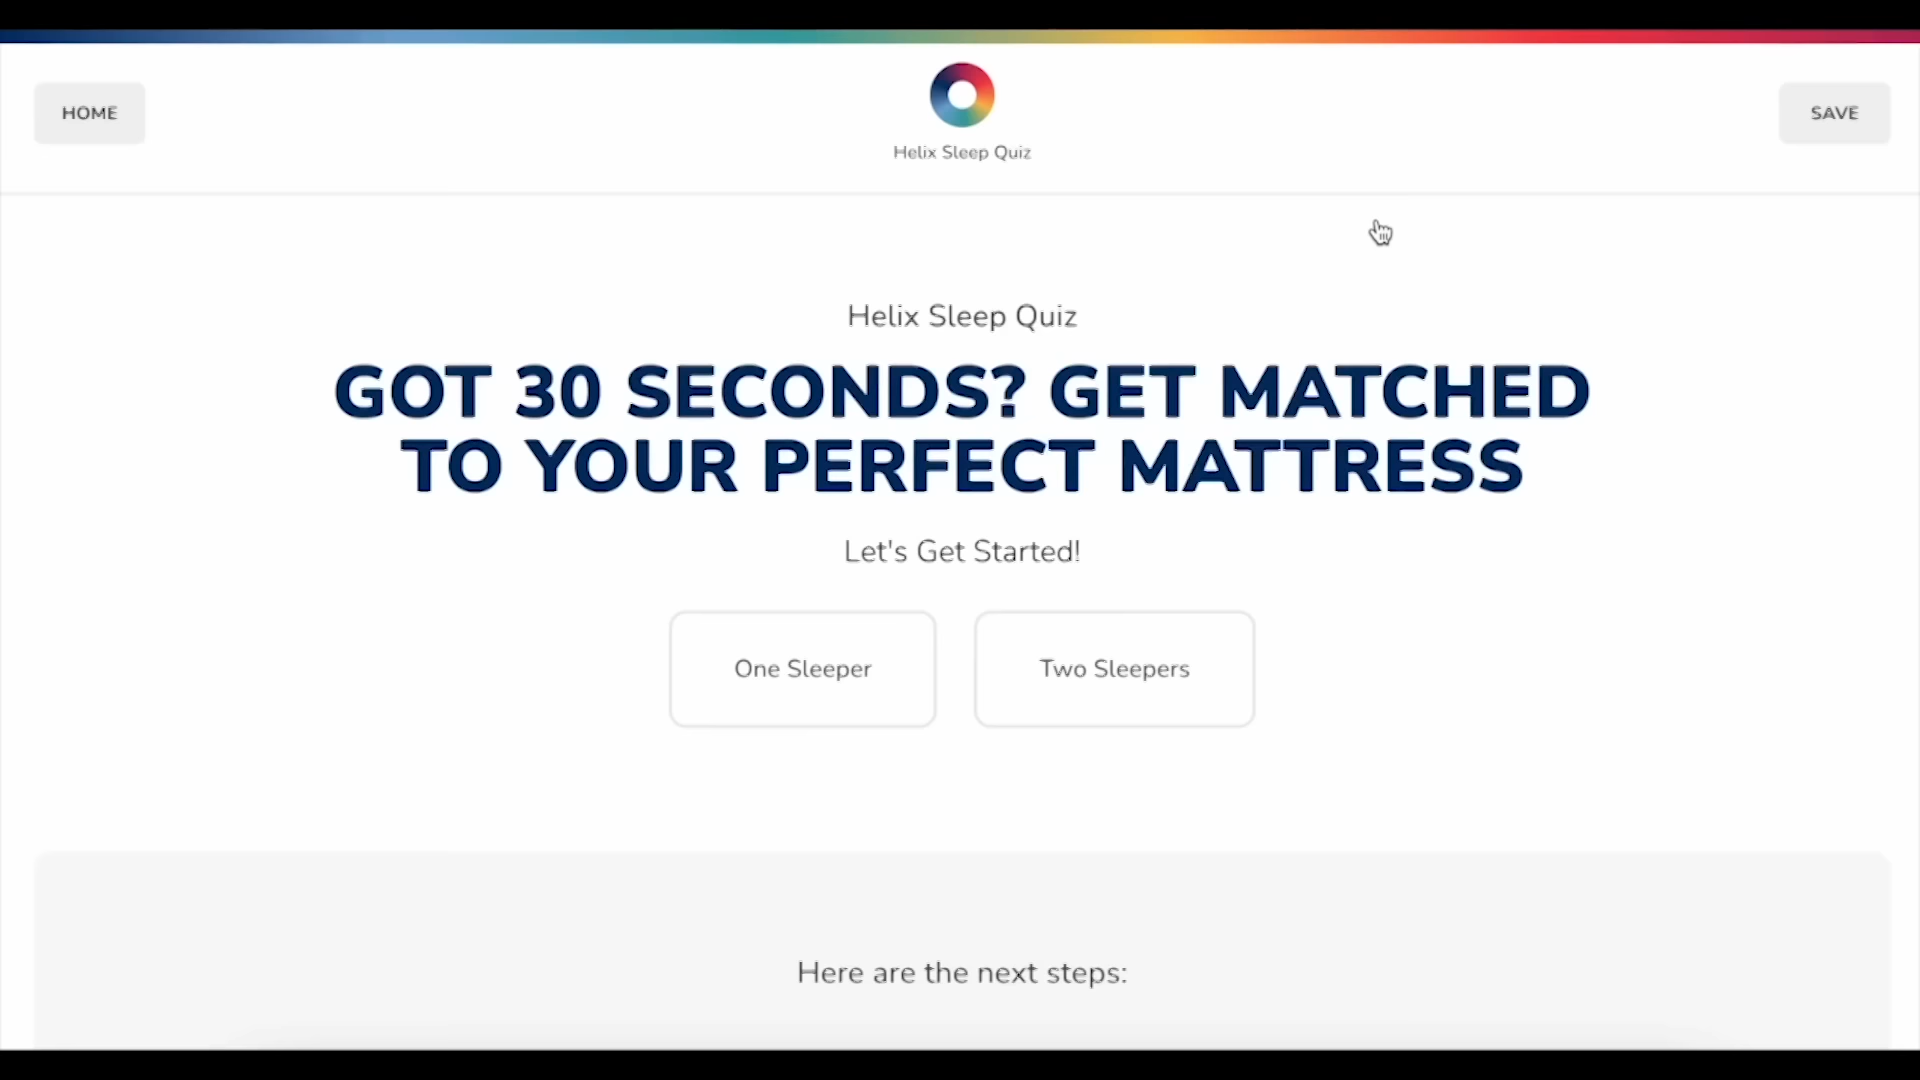 HOME
Helix Sleep Quiz
SAVE
Helix Sleep Quiz
GOT 30 SECONDS? GET MATCHED
TO YOUR PERFECT MATTRESS
Let's Get Started!
One Sleeper
Two Sleepers
Here are the next steps: